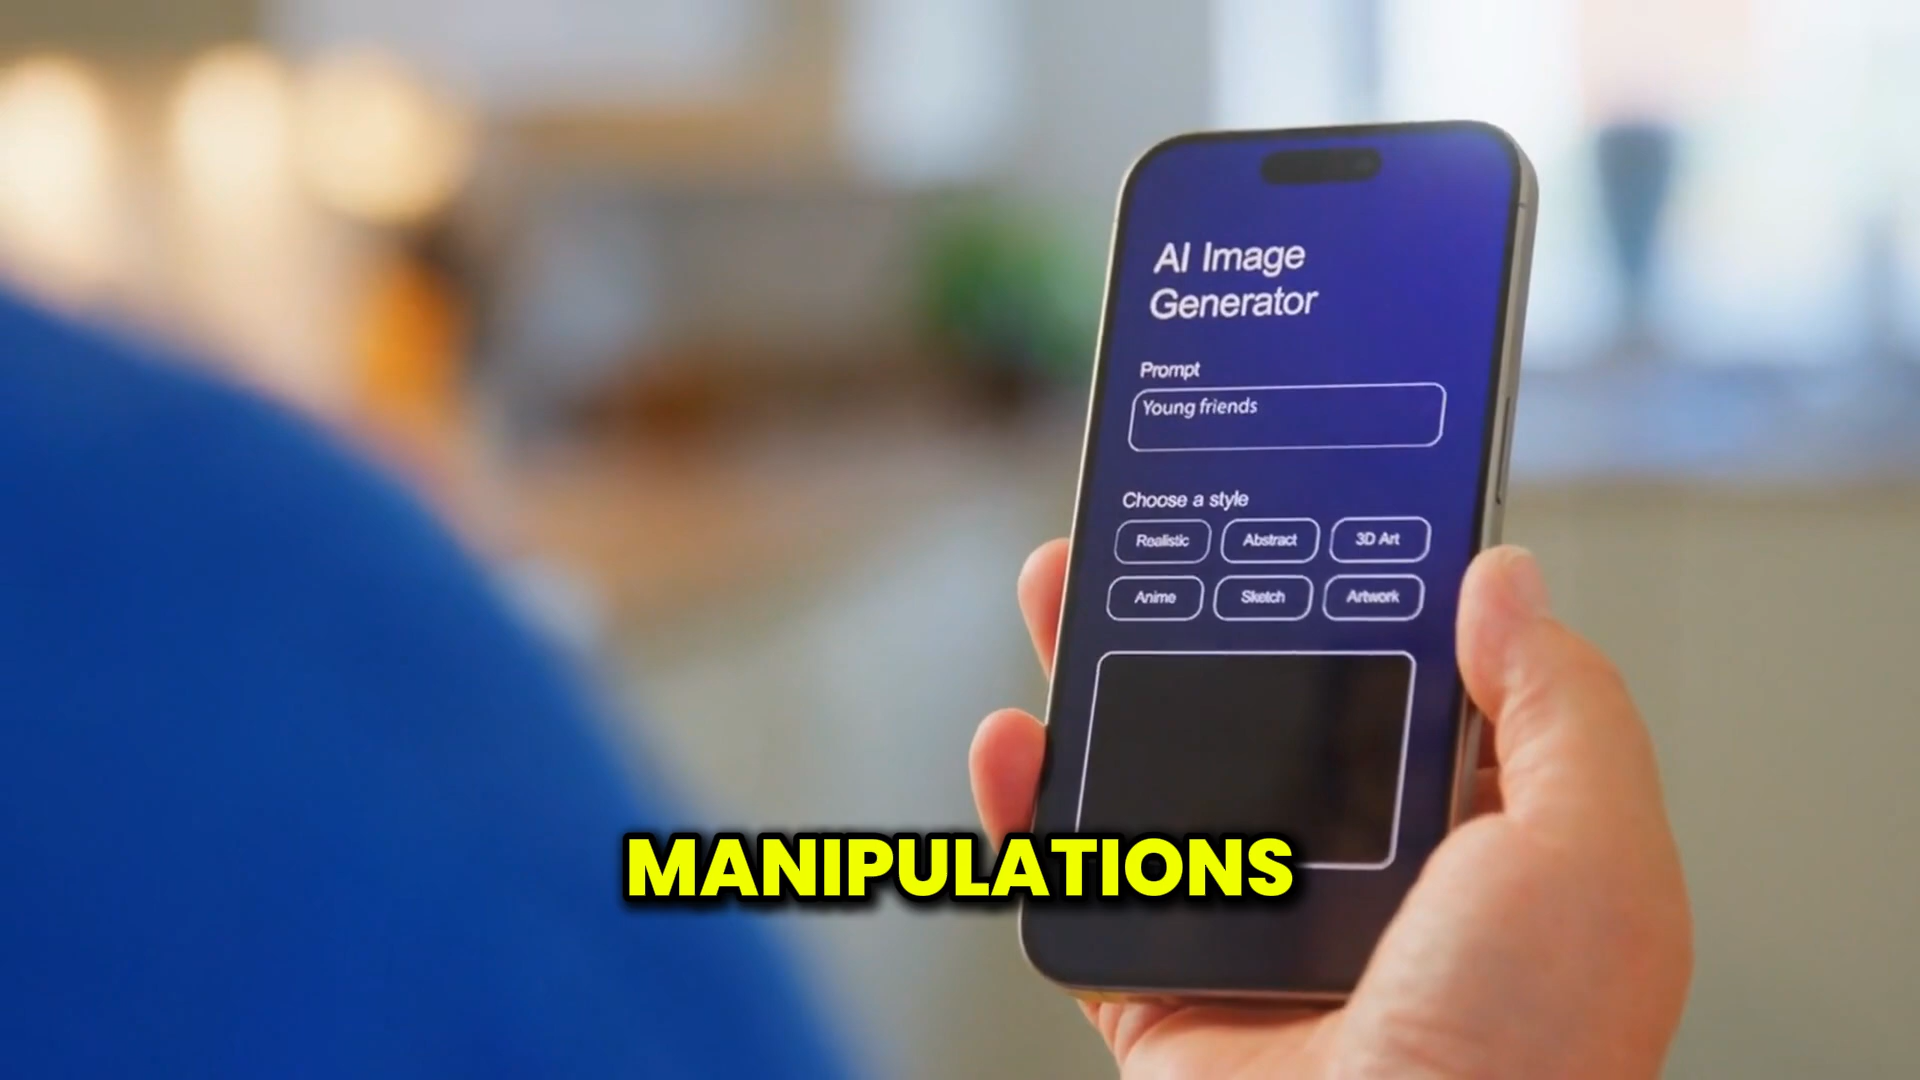 AI Image
Generator
Prompt
Young friends
Choose a style
Realistic Abstract 3D Art
Anime Sketch Artwork
MANIPULATIONS